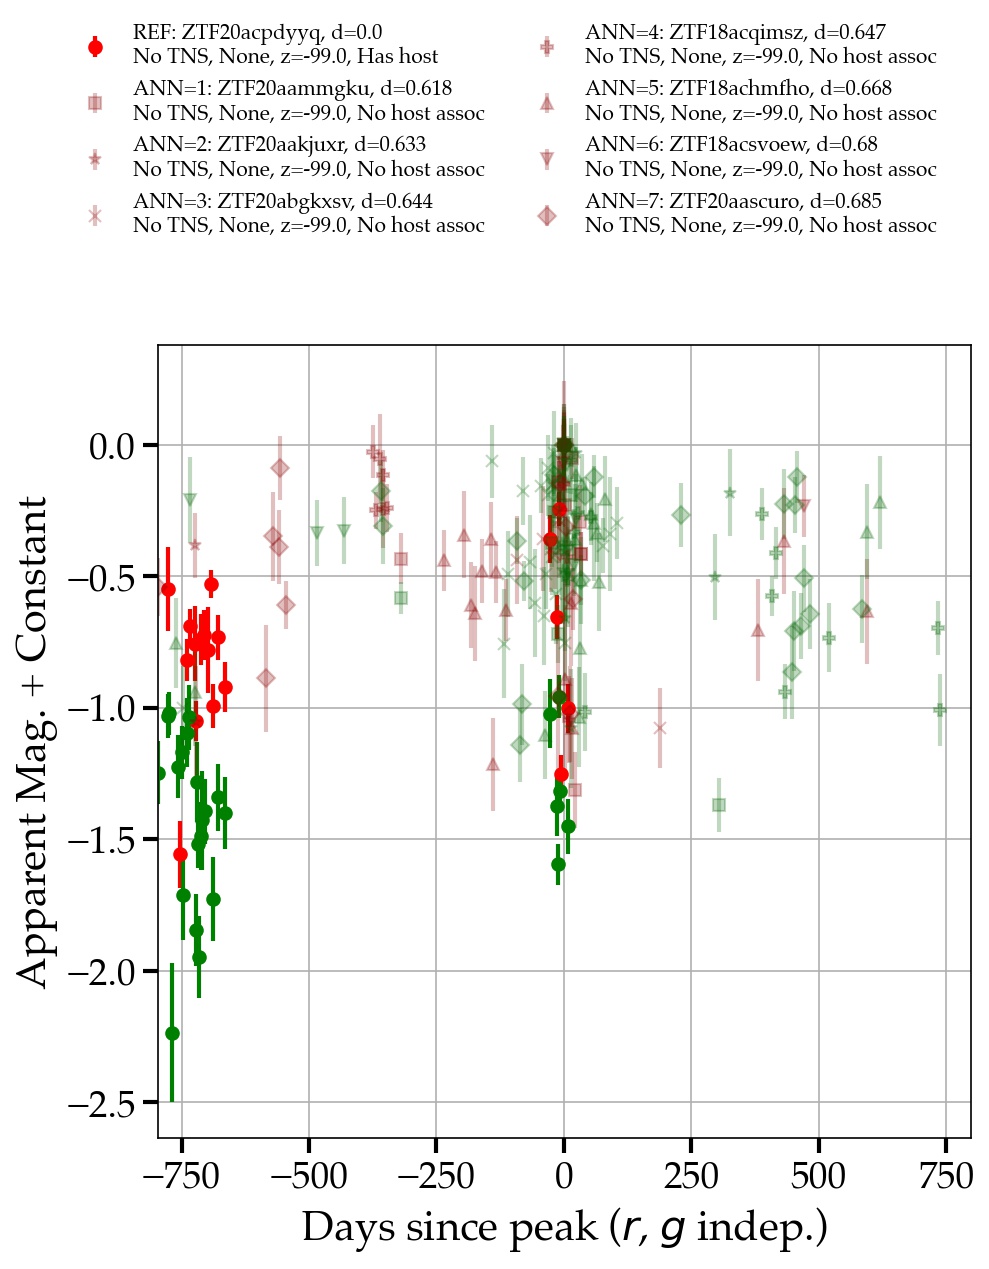 REF: ZTF20acpdyyq, d=0.0
No TNS, None, z=-99.0, Has host
ANN=1: ZTF20aammgku, d=0.618
No TNS, None, z=-99.0, No host assoc
ANN=2: ZTF20aakjuxr, d=0.633
No TNS, None, z=-99.0, No host assoc
ANN=3: ZTF20abgkxsv, d=0.644
No TNS, None, z=-99.0, No host assoc
ANN=4: ZTF18acqimsz, d=0.647
No TNS, None, z=-99.0, No host assoc
ANN=5: ZTF18achmfho, d=0.668
No TNS, None, z=-99.0, No host assoc
ANN=6: ZTF18acsvoew, d=0.68
No TNS, None, z=-99.0, No host assoc
ANN=7: ZTF20aascuro, d=0.685
No TNS, None, z=-99.0, No host assoc
Apparent Mag. + Constant
0.0
−0.5
−1.0
−1.5
−2.0
−2.5
−750 −500 −250 0 250 500 750
Days since peak (r, g indep.)